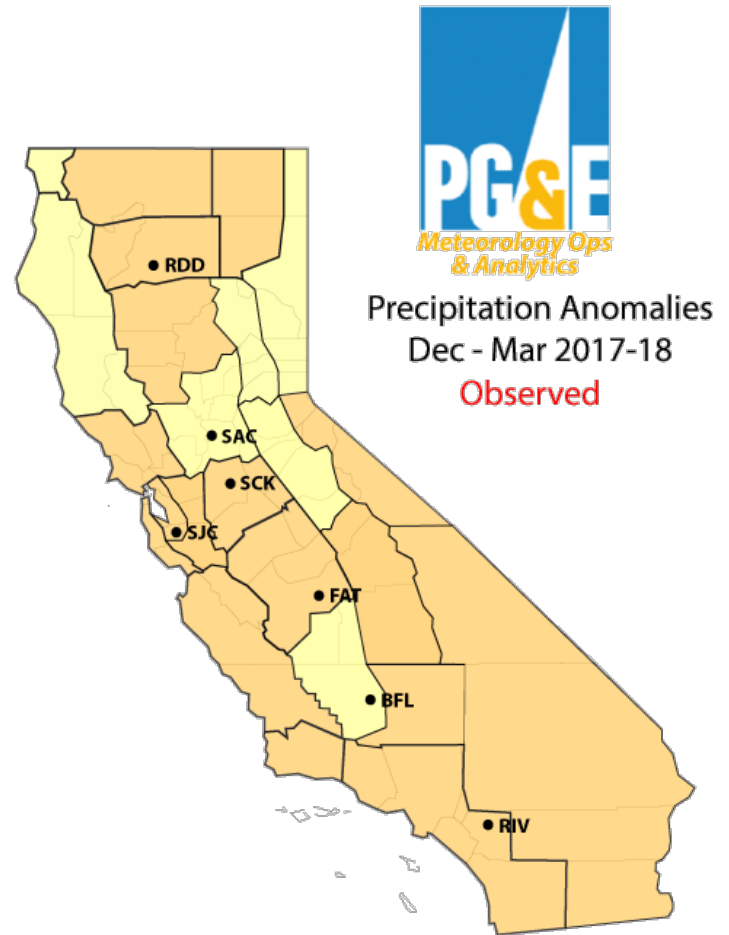 PG&E
Meteorology Ops
& Analytics
Precipitation Anomalies
Dec - Mar 2017-18
Observed
RDD
SAC
SCK
SJC
FAT
BFL
RIV